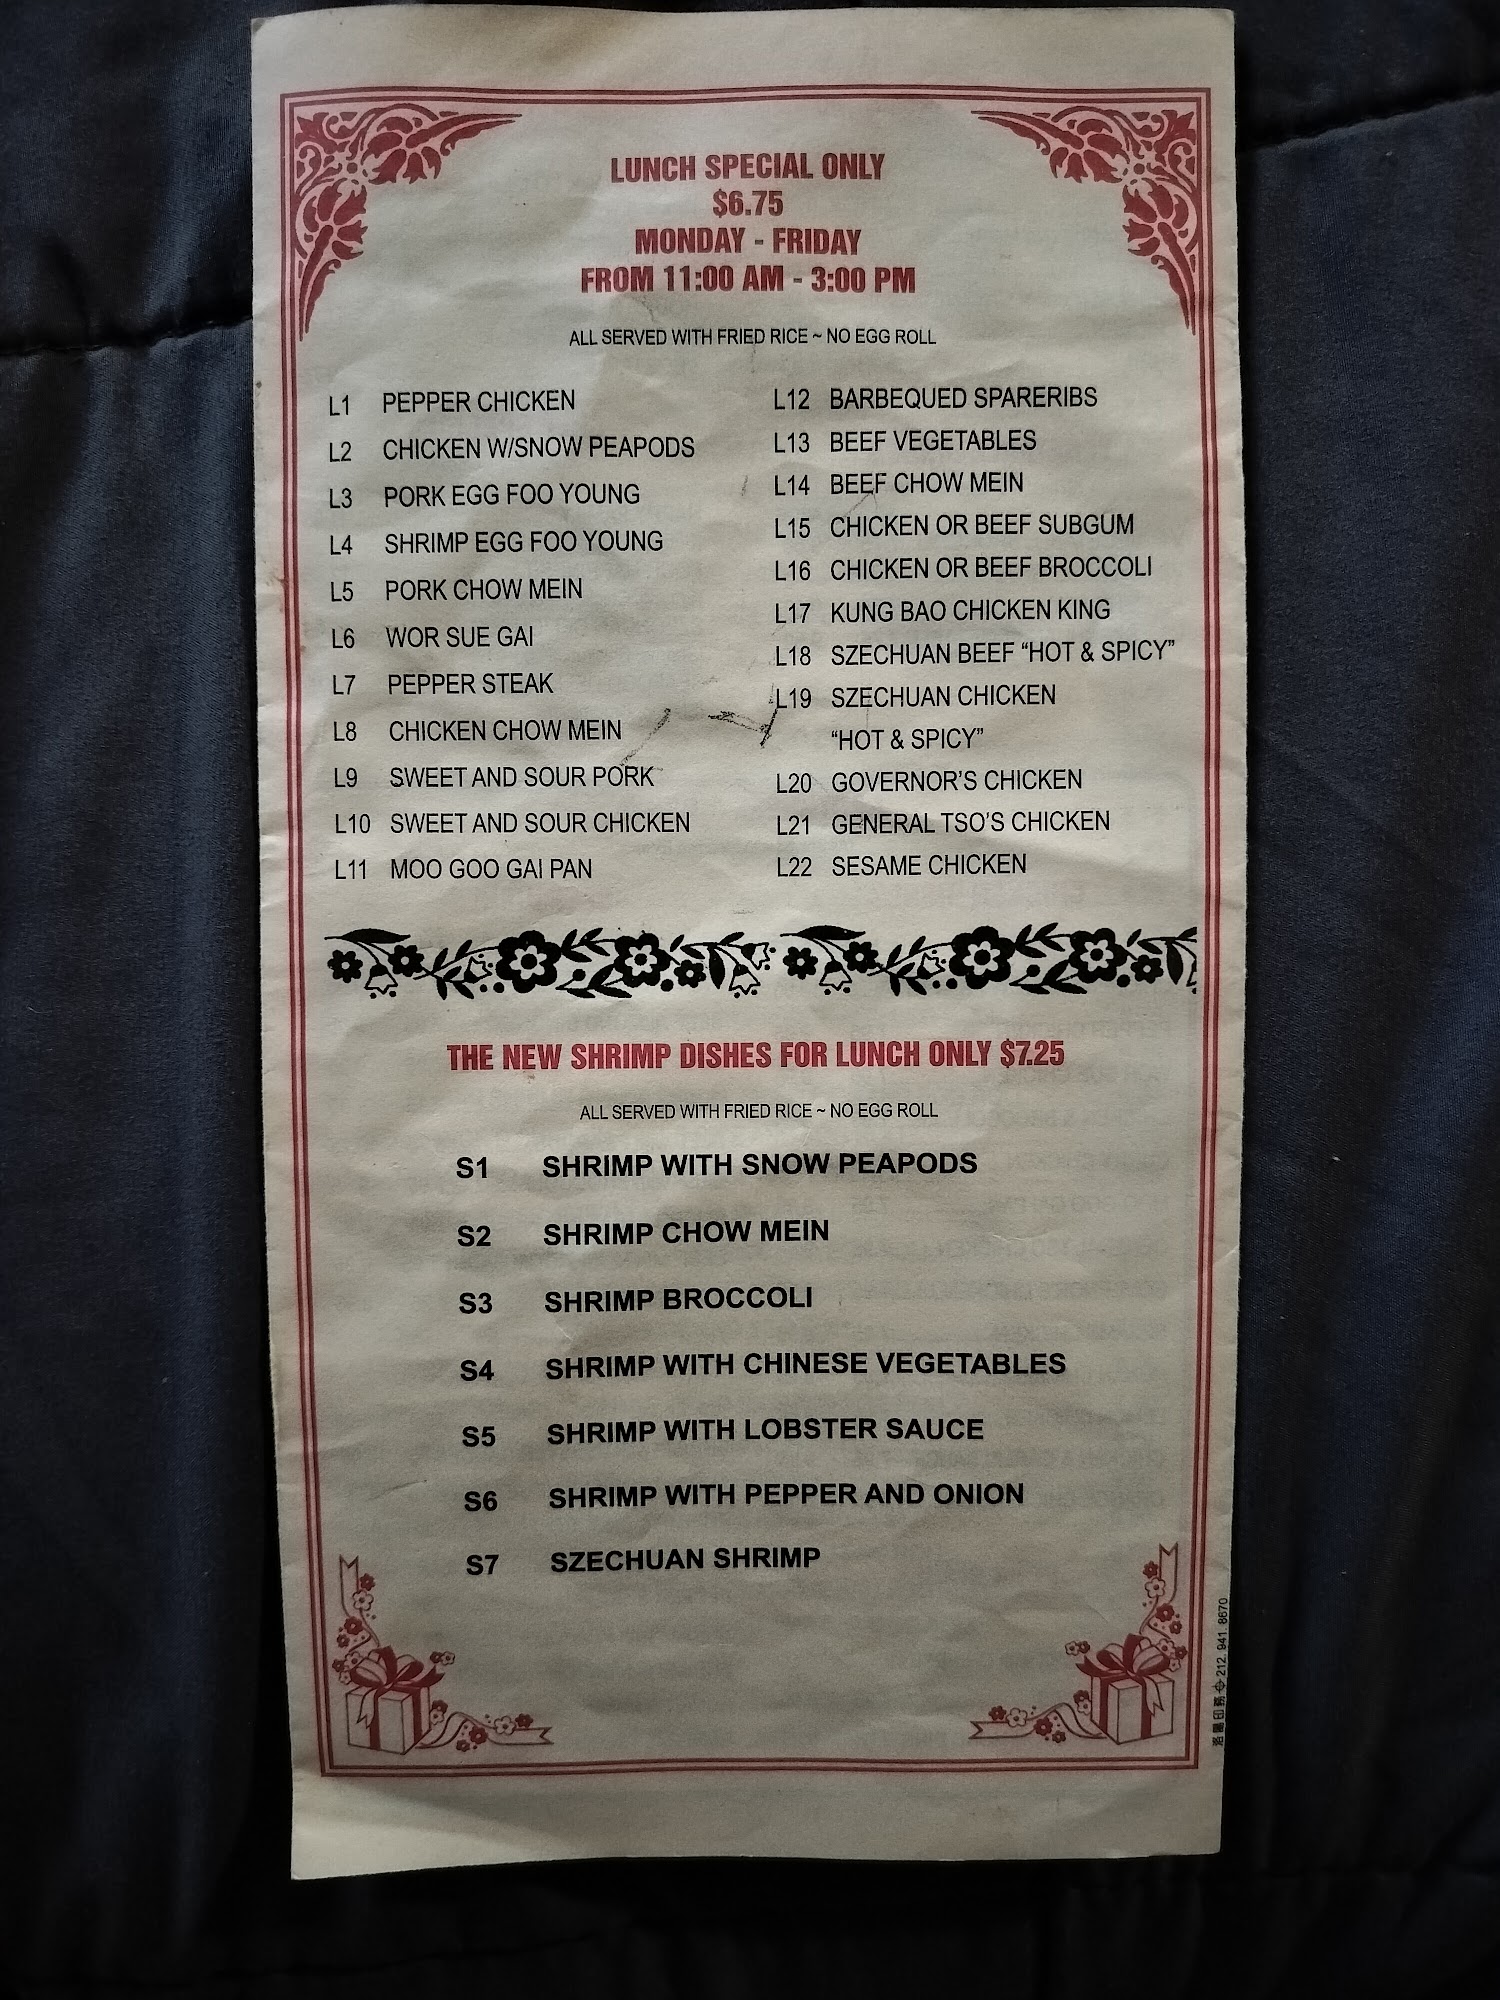 LUNCH SPECIAL ONLY
$6.75
MONDAY - FRIDAY
FROM 11:00 AM - 3:00 PM
ALL SERVED WITH FRIED RICE ~ NO EGG ROLL
L1 PEPPER CHICKEN
L2 CHICKEN W/SNOW PEAPODS
L3 PORK EGG FOO YOUNG
L4 SHRIMP EGG FOO YOUNG
L5 PORK CHOW MEIN
L6 WOR SUE GAI
L7 PEPPER STEAK
L8 CHICKEN CHOW MEIN
L9 SWEET AND SOUR PORK
L10 SWEET AND SOUR CHICKEN
L11 MOO GOO GAI PAN
L12 BARBEQUED SPARERIBS
L13 BEEF VEGETABLES
L14 BEEF CHOW MEIN
L15 CHICKEN OR BEEF SUBGUM
L16 CHICKEN OR BEEF BROCCOLI
L17 KUNG BAO CHICKEN KING
L18 SZECHUAN BEEF “HOT & SPICY”
L19 SZECHUAN CHICKEN
“HOT & SPICY”
L20 GOVERNOR’S CHICKEN
L21 GENERAL TSO’S CHICKEN
L22 SESAME CHICKEN
THE NEW SHRIMP DISHES FOR LUNCH ONLY $7.25
ALL SERVED WITH FRIED RICE ~ NO EGG ROLL
S1 SHRIMP WITH SNOW PEAPODS
S2 SHRIMP CHOW MEIN
S3 SHRIMP BROCCOLI
S4 SHRIMP WITH CHINESE VEGETABLES
S5 SHRIMP WITH LOBSTER SAUCE
S6 SHRIMP WITH PEPPER AND ONION
S7 SZECHUAN SHRIMP
印務 212. 941. 8670